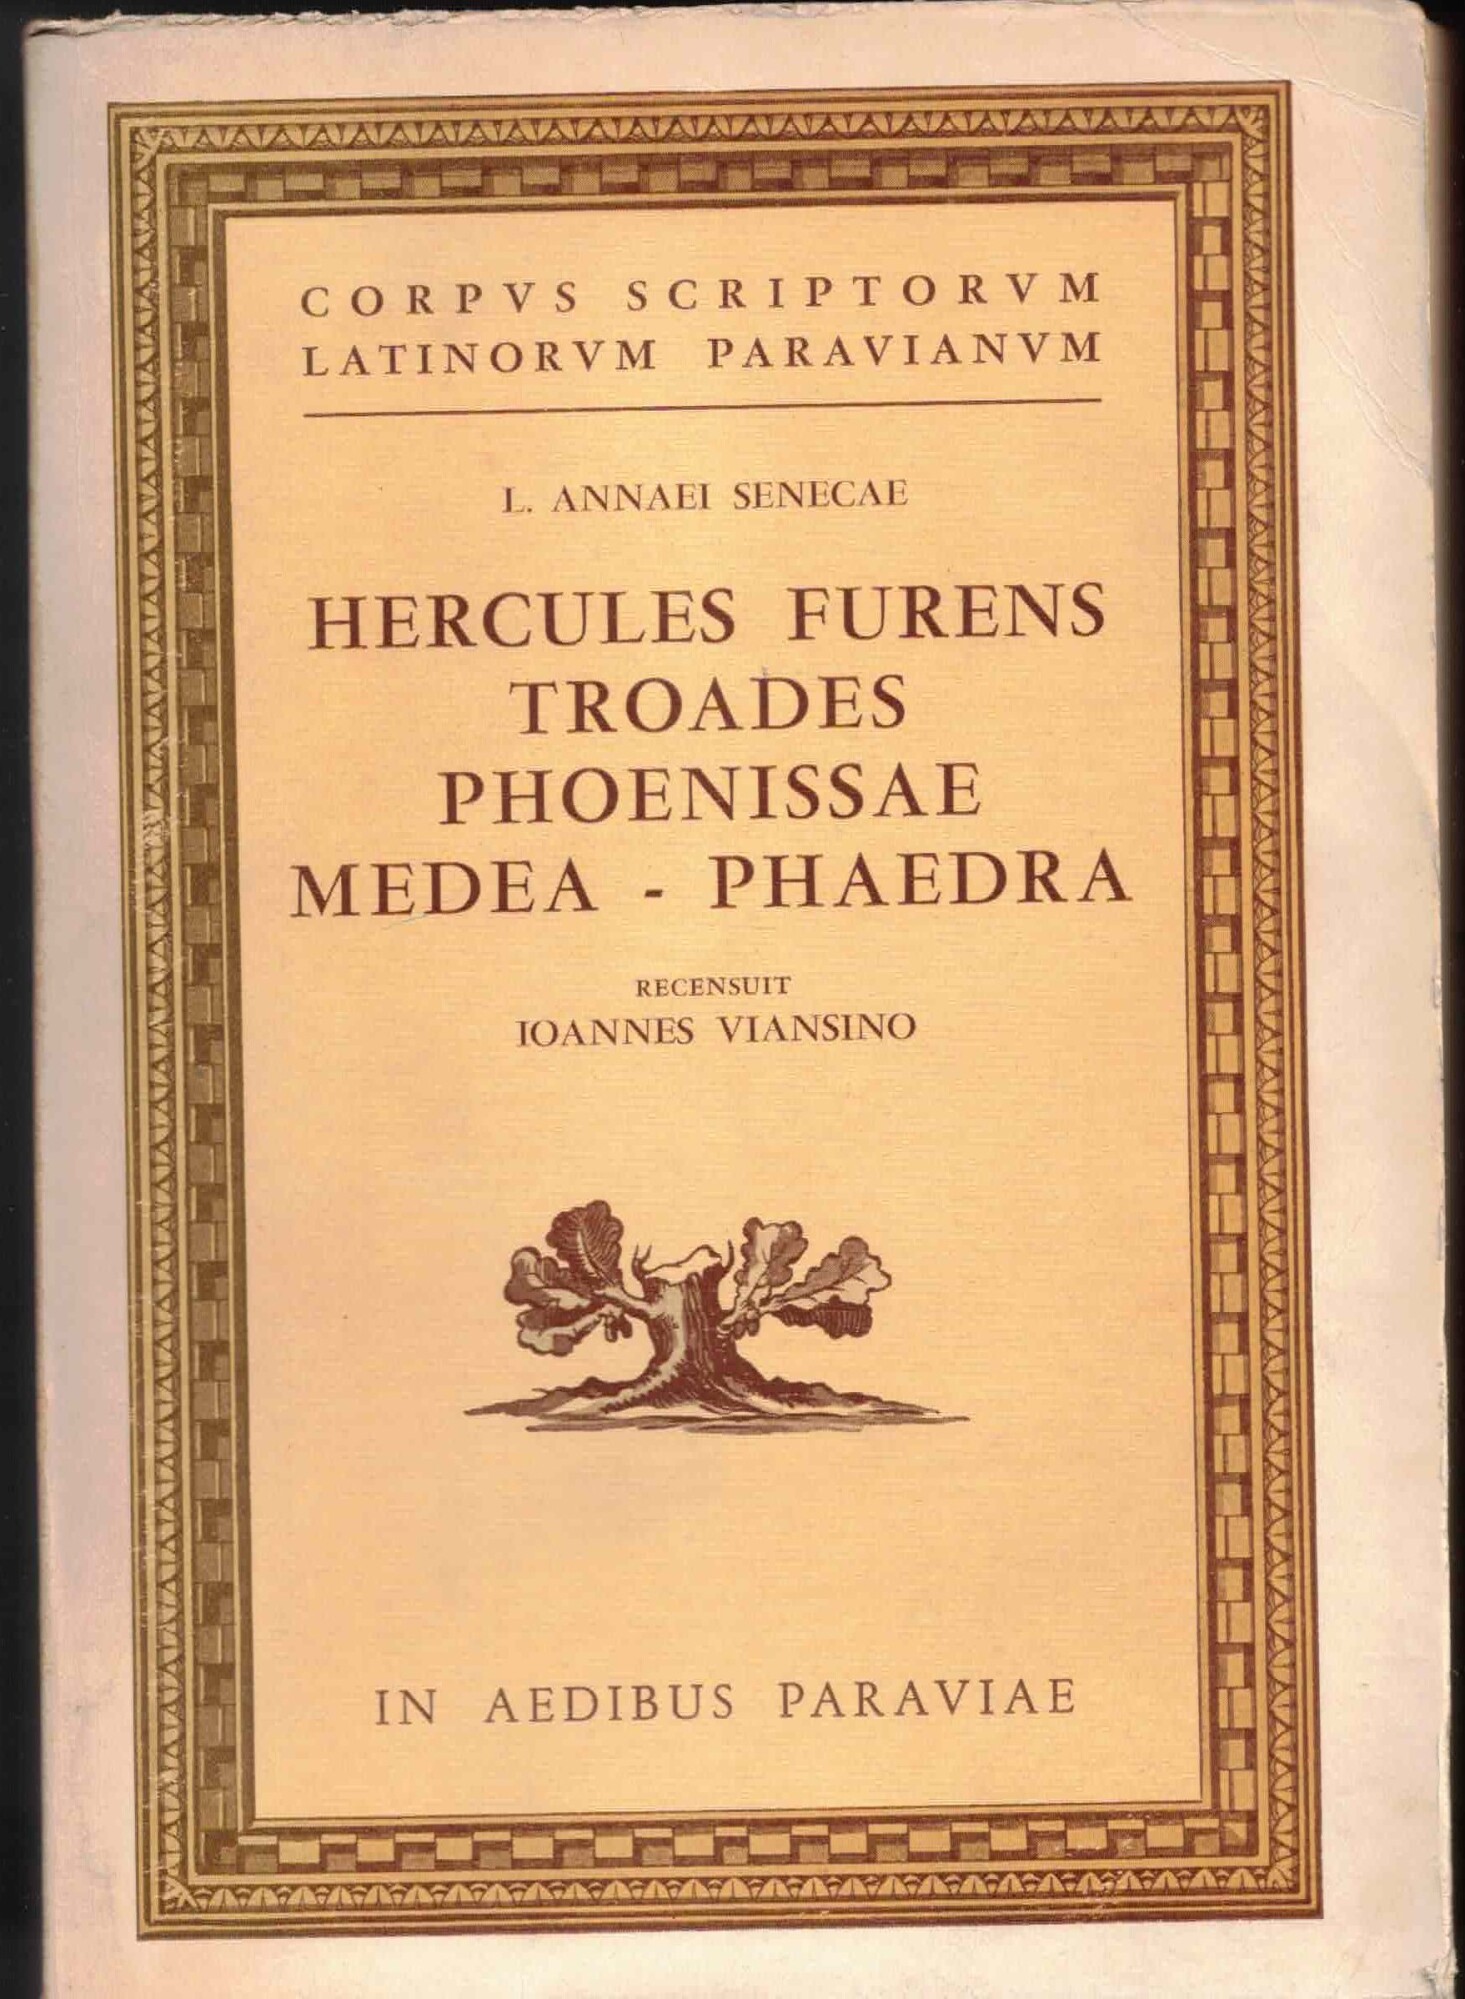 CORPVS SCRIPTORVM
LATINORVM PARAVIANVM
L. ANNAEI SENECAE
HERCULES FURENS
TROADES
PHOENISSAE
MEDEA - PHAEDRA
RECENSUIT
IOANNES VIANSINO
IN AEDIBUS PARAVIAE